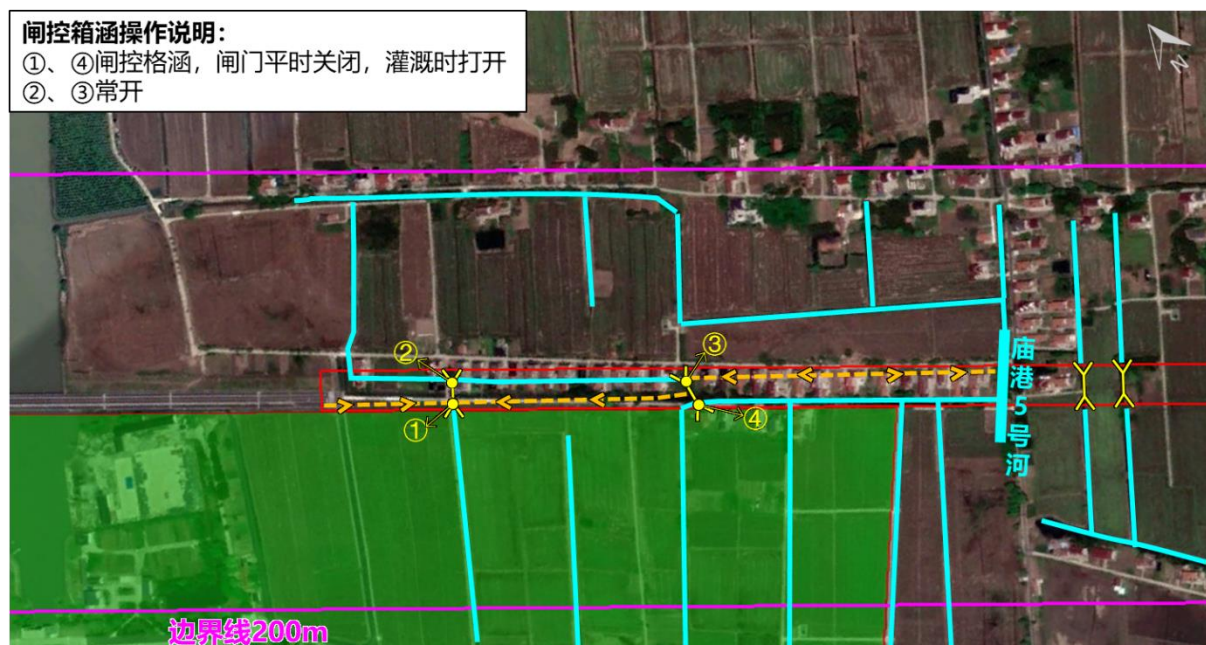 闸控箱涵操作说明：
①、④闸控格涵，闸门平时关闭，灌溉时打开
②、③常开
N
②
③
①
④
庙港5号河
边界线200m